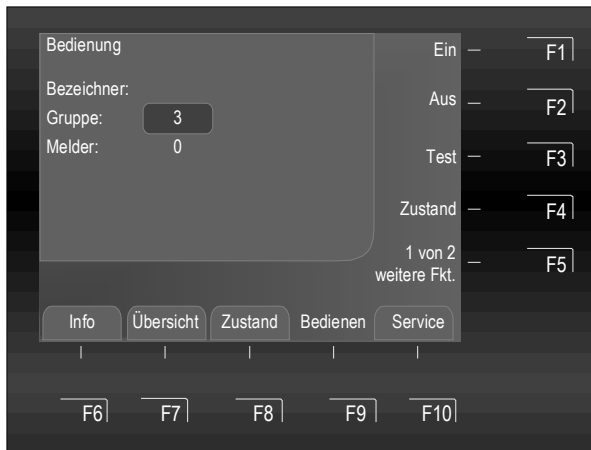 Bedienung
Bezeichner:
Gruppe: 3
Melder: 0
Ein – F1
Aus – F2
Test – F3
Zustand – F4
1 von 2
weitere Fkt. – F5
Info Übersicht Zustand Bedienen Service
F6 F7 F8 F9 F10